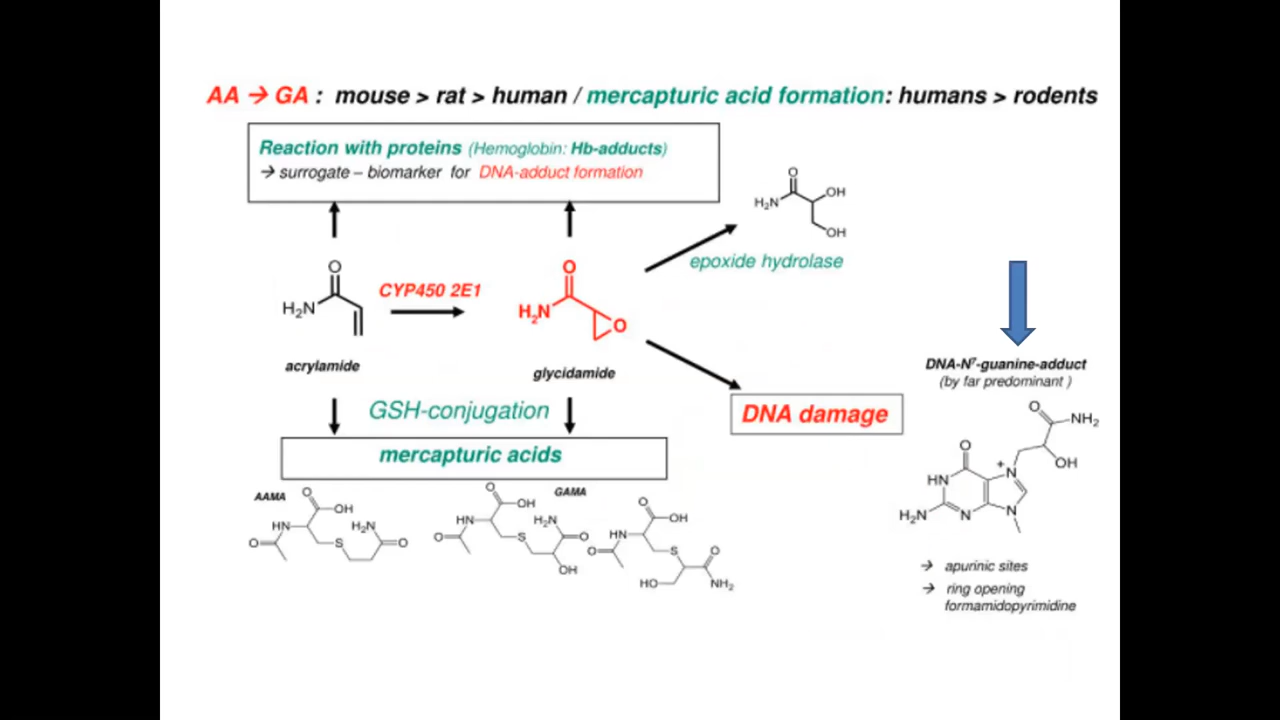 AA → GA : mouse > rat > human / mercapturic acid formation: humans > rodents
Reaction with proteins (Hemoglobin: Hb-adducts)
→ surrogate – biomarker for DNA-adduct formation
O
H₂N
OH
OH
epoxide hydrolase
O
H₂N
acrylamide
CYP450 2E1
O
H₂N
O
glycidamide
GSH-conjugation
mercapturic acids
DNA damage
DNA-N⁷-guanine-adduct
(by far predominant )
O
NH₂
OH
O
HN
+
N
H₂N
N
N
→ apurinic sites
→ ring opening
formamidopyrimidine
AAMA
O
OH
HN
H₂N
O
S
O
GAMA
O
OH
HN
H₂N
O
S
O
OH
O
OH
HN
O
S
O
HO
NH₂